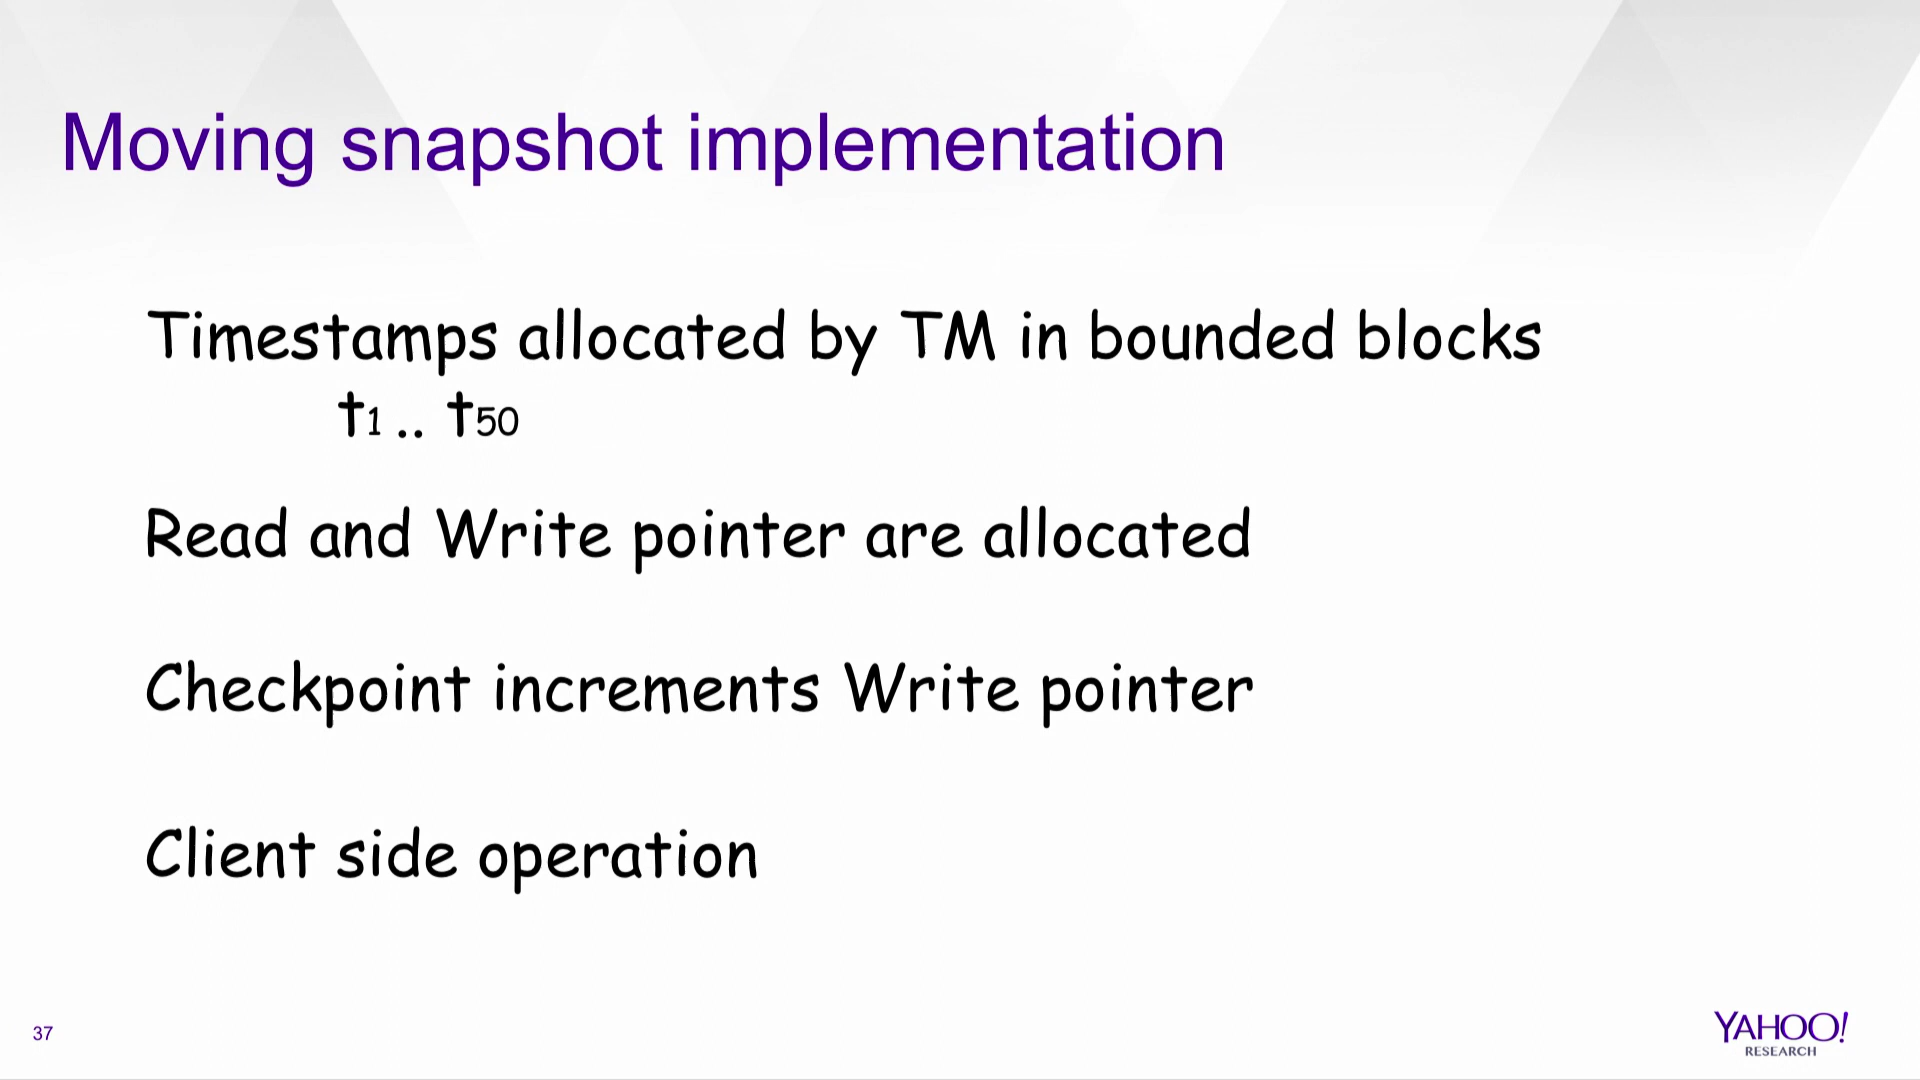 Moving snapshot implementation
Timestamps allocated by TM in bounded blocks
t1 .. t50
Read and Write pointer are allocated
Checkpoint increments Write pointer
Client side operation
37
YAHOO!
RESEARCH